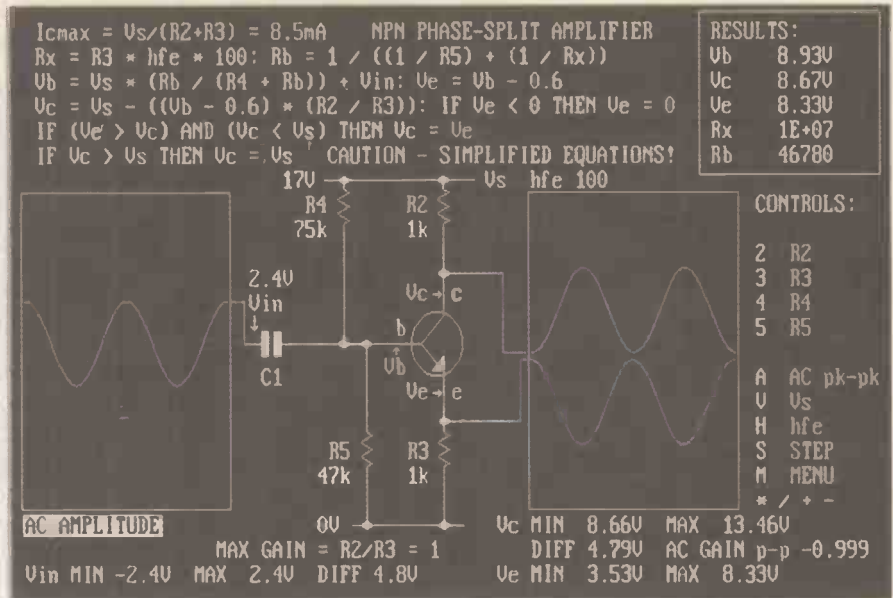 Icmax = Vs/(R2+R3) = 8.5mA NPN PHASE-SPLIT AMPLIFIER
Rx = R3 * hfe * 100: Rb = 1 / ((1 / R5) + (1 / Rx))
Vb = Vs * (Rb / (R4 + Rb)) + Vin: Ve = Vb - 0.6
Vc = Vs - ((Vb - 0.6) * (R2 / R3)): IF Ve < 0 THEN Ve = 0
IF (Ve > Vc) AND (Vc < Vs) THEN Vc = Ve
IF Vc > Vs THEN Vc = Vs CAUTION - SIMPLIFIED EQUATIONS!
RESULTS:
Vb 8.93V
Vc 8.67V
Ve 8.33V
Rx 1E+07
Rb 46780
17V Vs hfe 100
R4 R2
75k 1k
2.4V
Vin
Vc c
b
Vb
C1
Ve e
R5 R3
47k 1k
0V
CONTROLS:
2 R2
3 R3
4 R4
5 R5
A AC pk-pk
V Vs
H hfe
S STEP
M MENU
* / + -
AC AMPLITUDE
Vc MIN 8.66V MAX 13.46V
MAX GAIN = R2/R3 = 1 DIFF 4.79V AC GAIN p-p -0.999
Vin MIN -2.4V MAX 2.4V DIFF 4.8V Ve MIN 3.53V MAX 8.33V